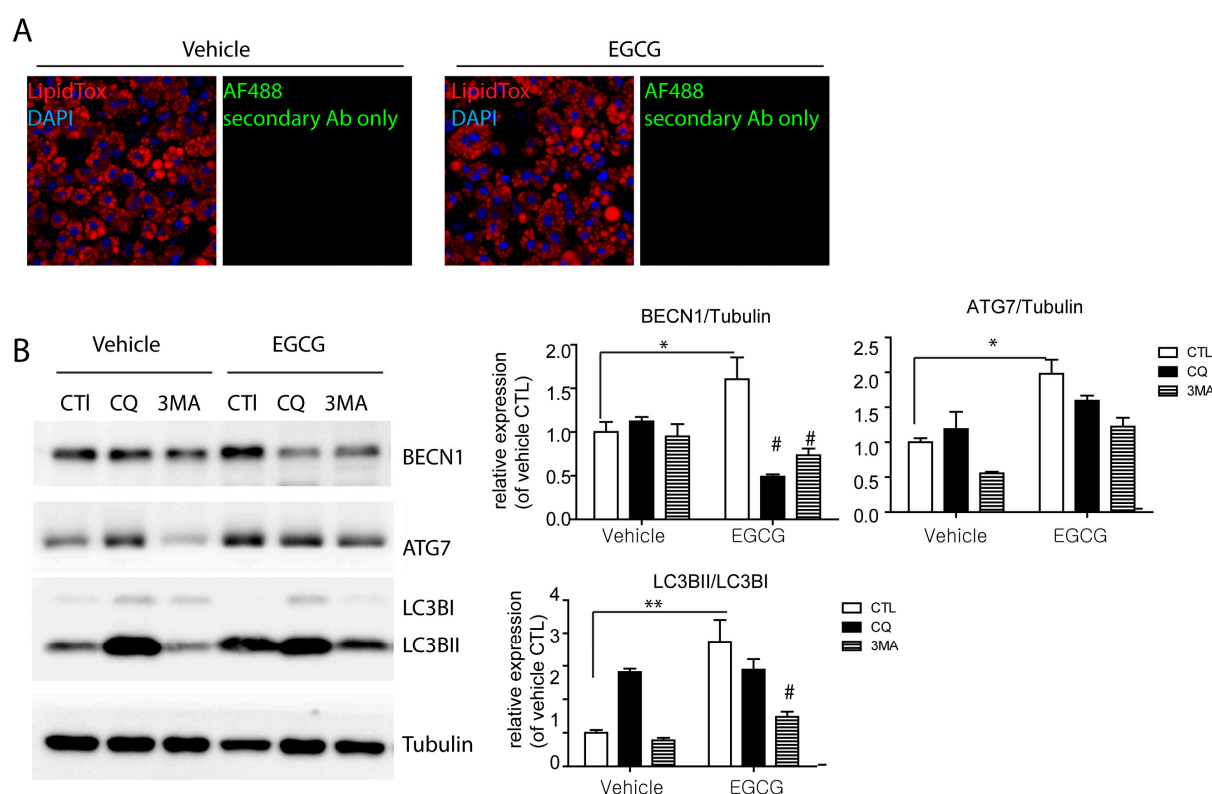 A
Vehicle
EGCG
LipidTox
DAPI
AF488
secondary Ab only
LipidTox
DAPI
AF488
secondary Ab only
B
Vehicle
EGCG
CTl CQ 3MA CTl CQ 3MA
BECN1
ATG7
LC3BI
LC3BII
Tubulin
BECN1/Tubulin
relative expression
(of vehicle CTL)
2.0
1.5
1.0
0.5
0.0
*
#
#
Vehicle EGCG
ATG7/Tubulin
2.5
2.0
1.5
1.0
0.5
0.0
*
Vehicle EGCG
CTL
CQ
3MA
LC3BII/LC3BI
relative expression
(of vehicle CTL)
4
3
2
1
0
**
#
Vehicle EGCG
CTL
CQ
3MA